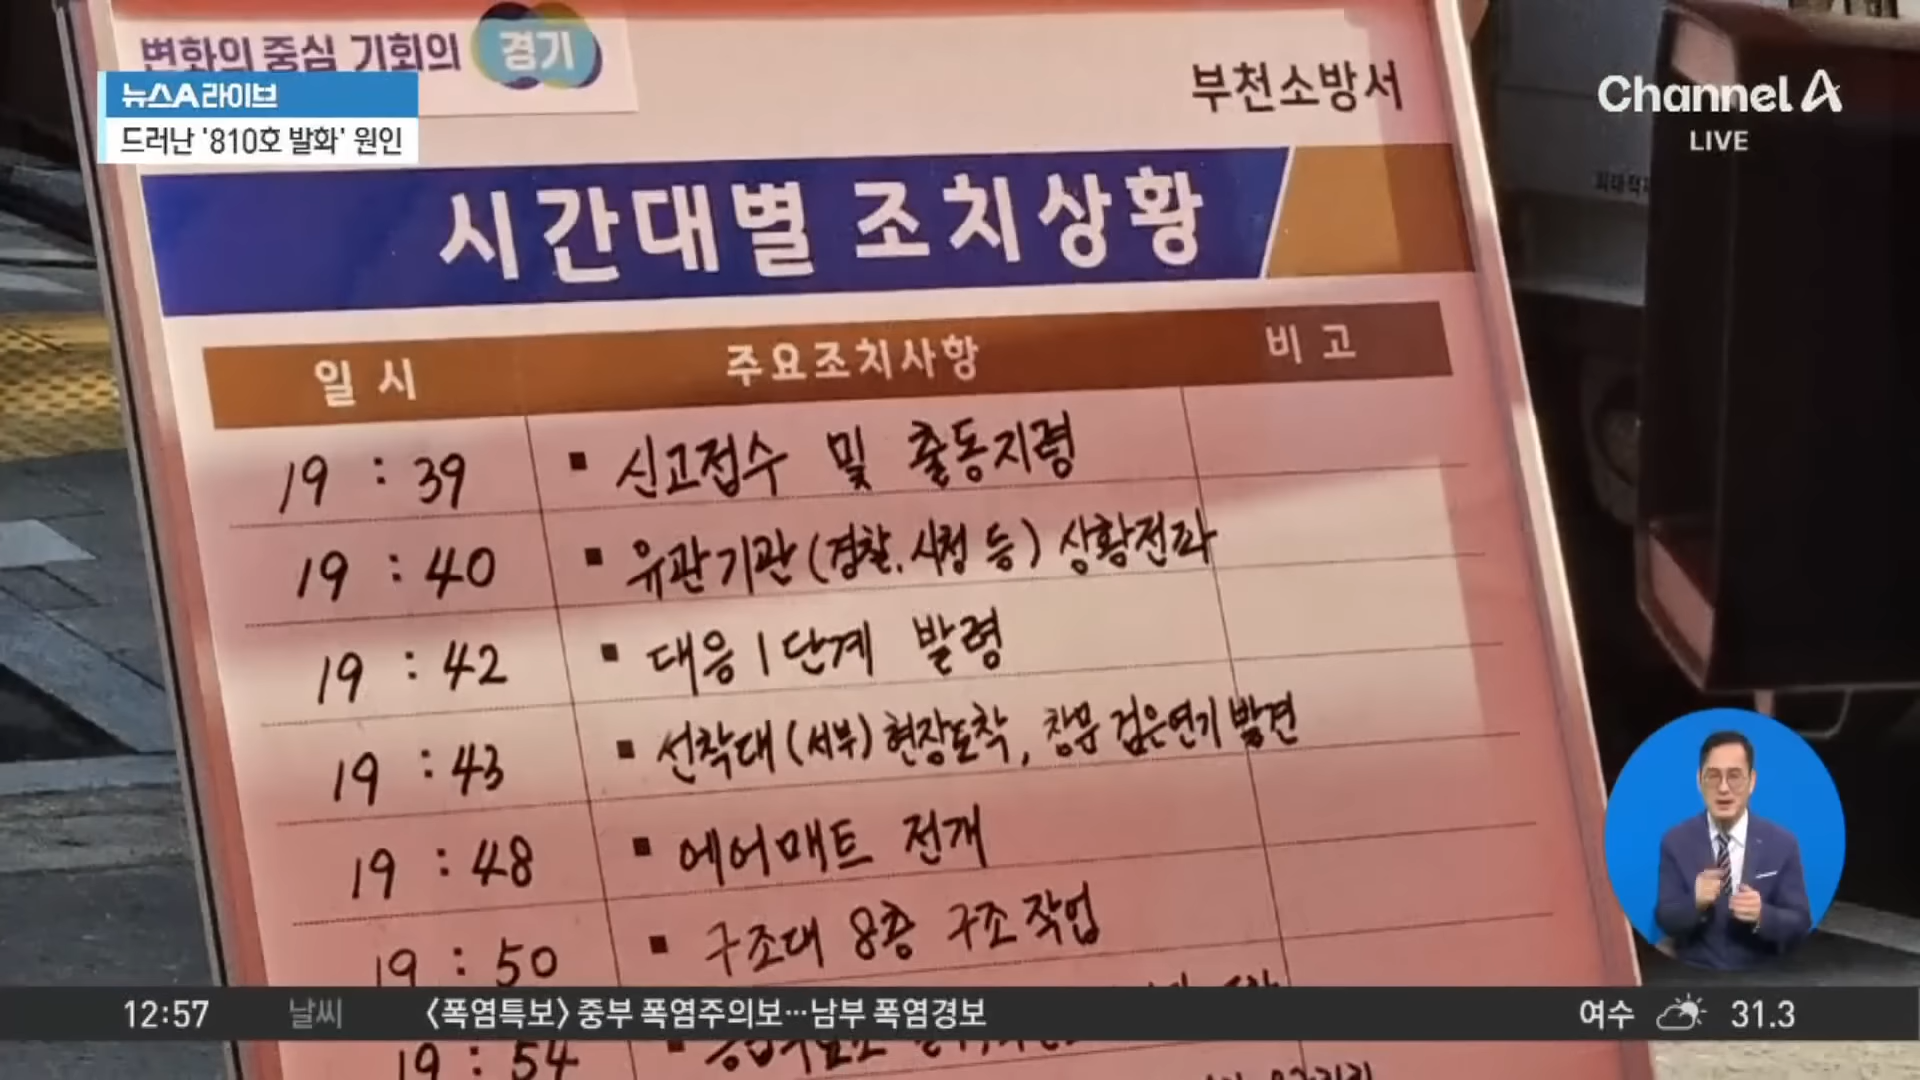 변화의 중심 기회의 경기
뉴스A 라이브
드러난 '810호 발화' 원인
부천소방서
Channel A
LIVE
시간대별 조치상황
일 시 주요조치사항 비 고
19 : 39 ▪ 신고접수 및 출동지령
19 : 40 ▪ 유관기관(경찰.시청 등) 상황전파
19 : 42 ▪ 대응1단계 발령
19 : 43 ▪ 선착대(서부) 현장도착, 창문 검은연기 발견
19 : 48 ▪ 에어매트 전개
19 : 50 ▪ 구조대 8층 구조작업
12:57 날씨 〈폭염특보〉 중부 폭염주의보…남부 폭염경보 여수 31.3
19 : 54